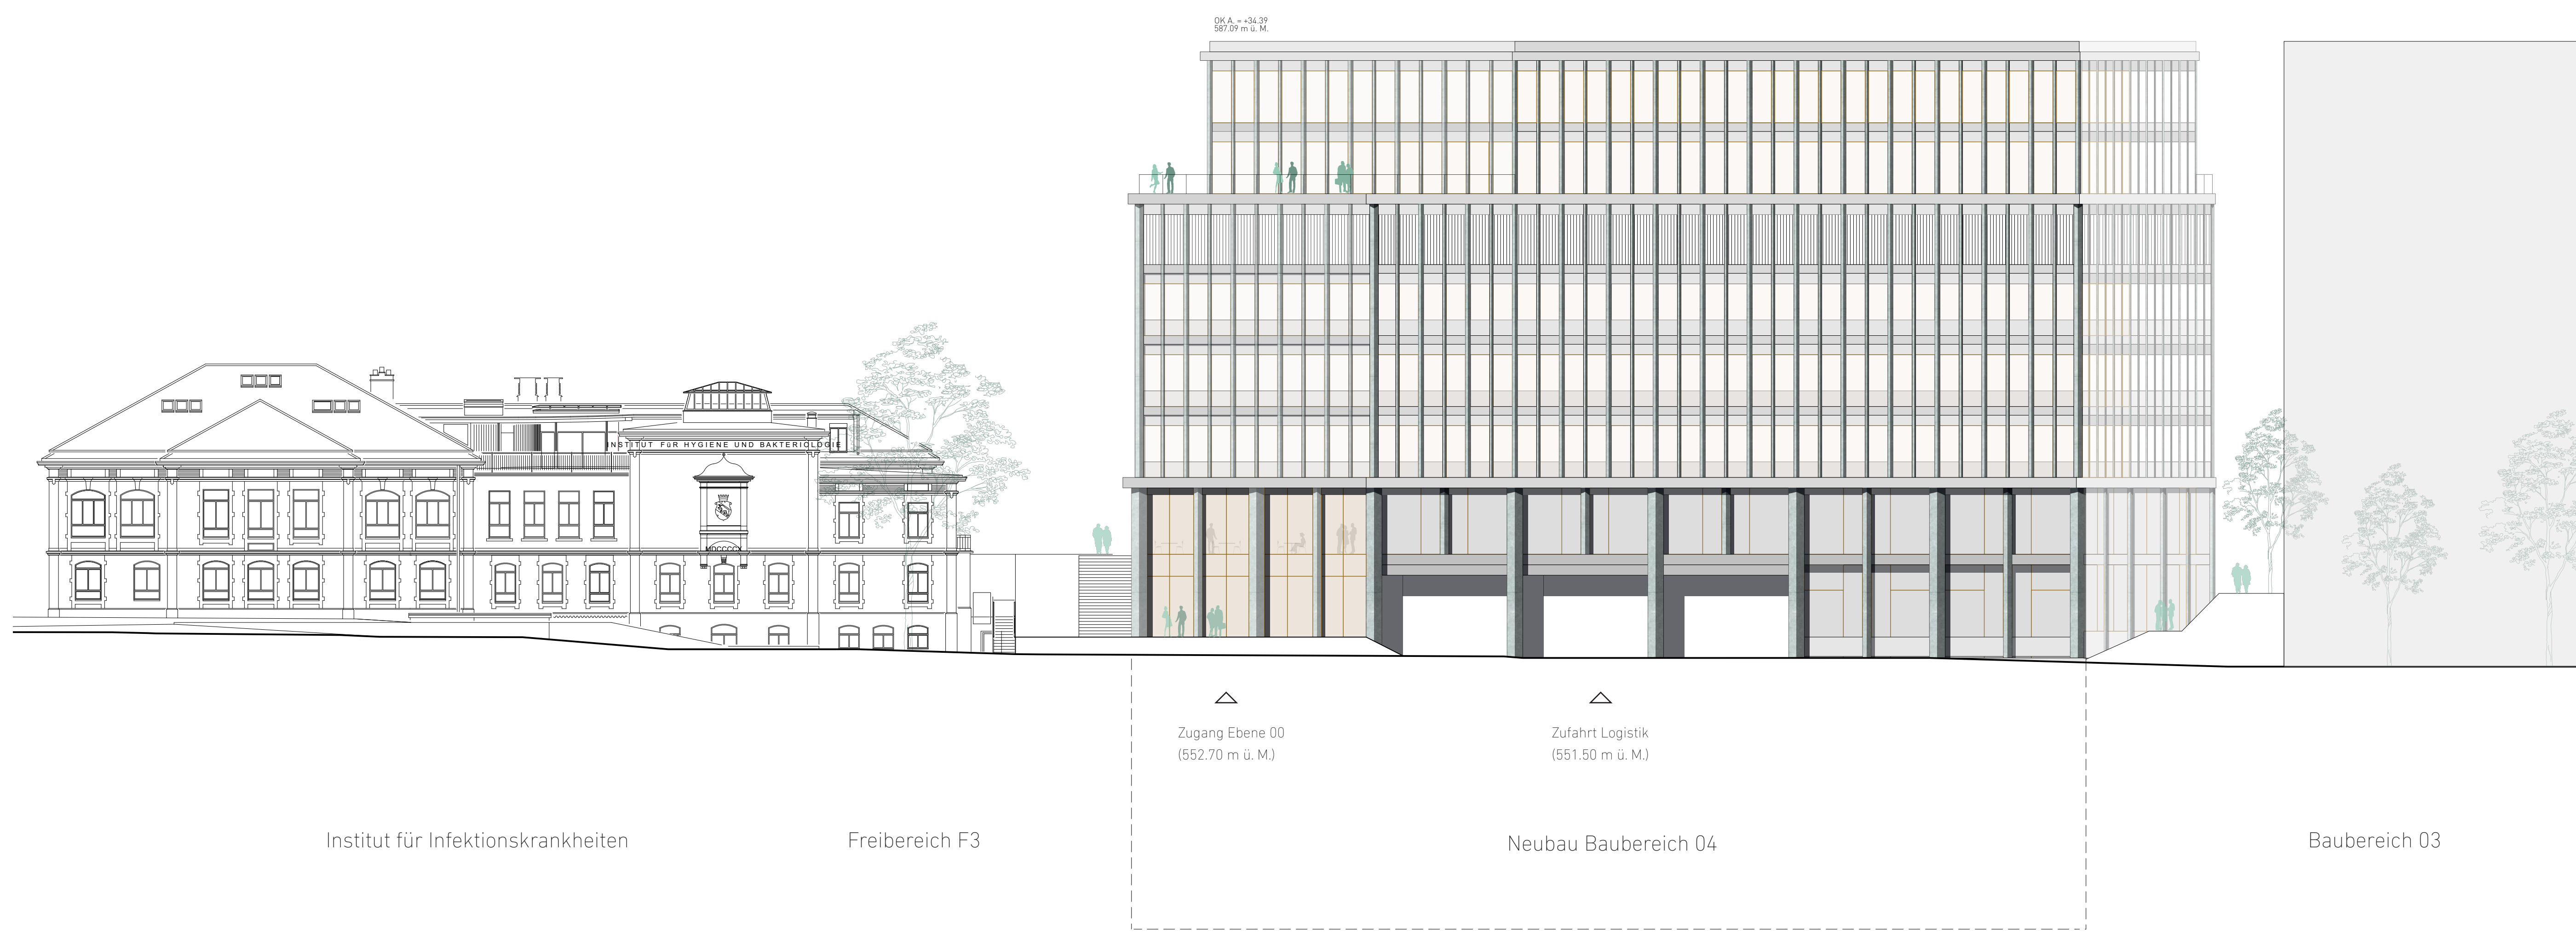 OK A. = +34.39
587.09 m ü. M.
INSTITUT FüR HYGIENE UND BAKTERIOLOGIE
MDCCCCX
Zugang Ebene 00
(552.70 m ü. M.)
Zufahrt Logistik
(551.50 m ü. M.)
Institut für Infektionskrankheiten
Freibereich F3
Neubau Baubereich 04
Baubereich 03